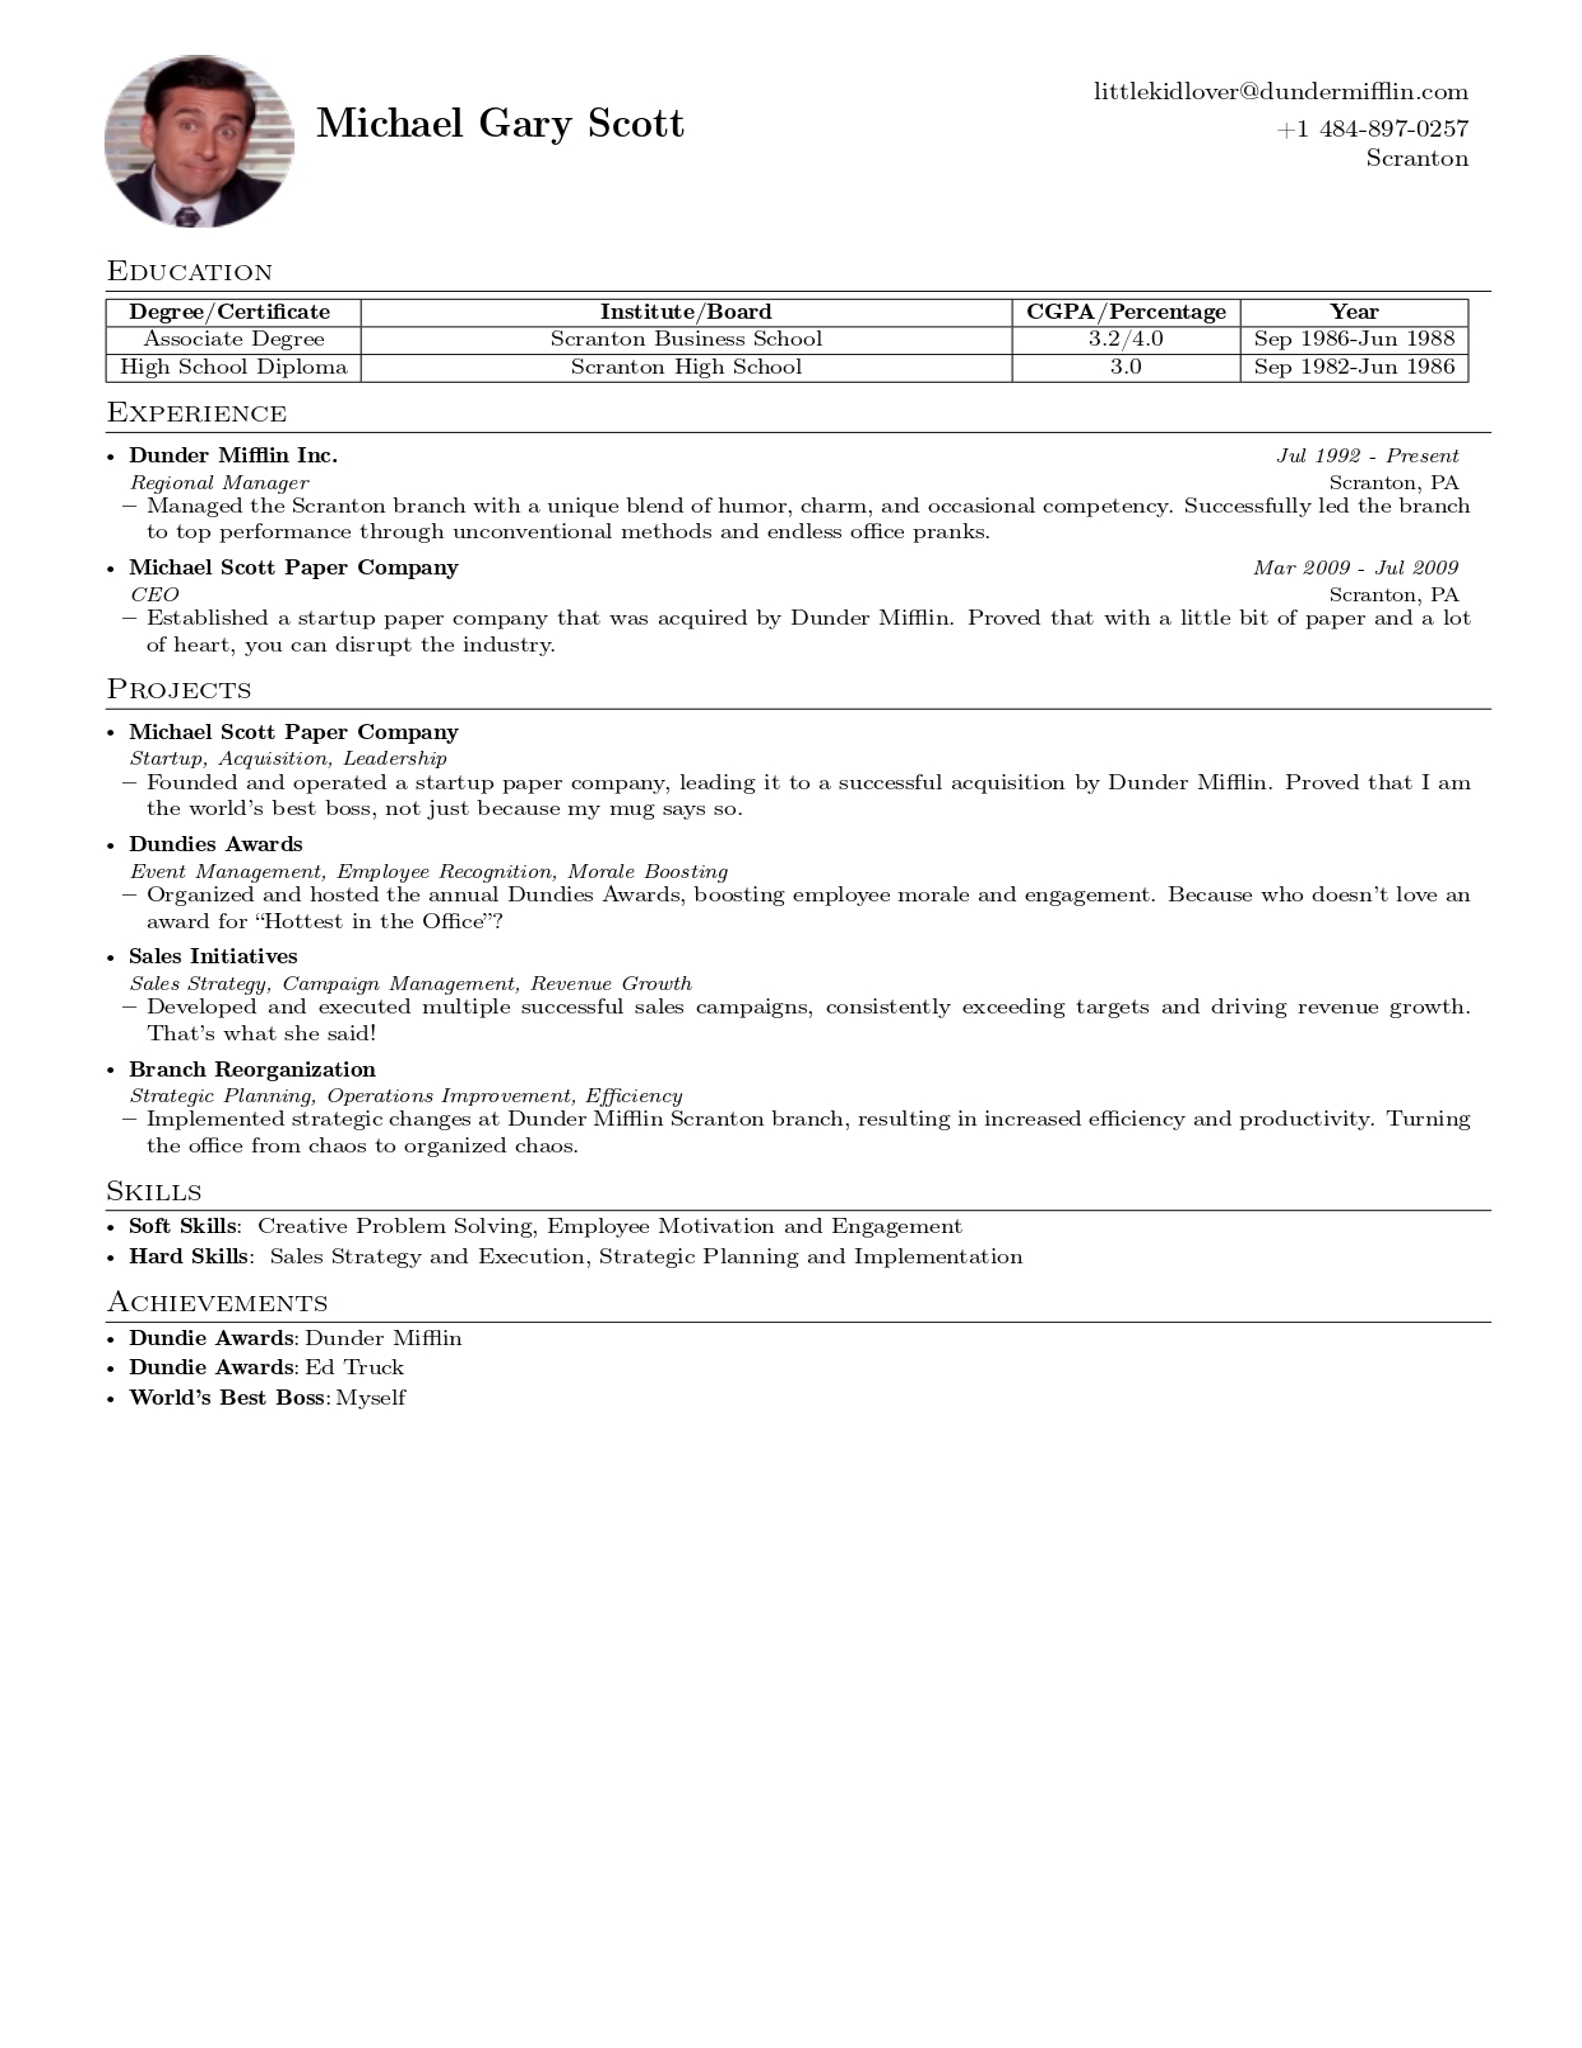 Michael Gary Scott
littlekidlover@dundermifflin.com
+1 484-897-0257
Scranton
Education
Degree/Certificate Institute/Board CGPA/Percentage Year
Associate Degree Scranton Business School 3.2/4.0 Sep 1986-Jun 1988
High School Diploma Scranton High School 3.0 Sep 1982-Jun 1986
Experience
• Dunder Mifflin Inc. Jul 1992 - Present
Regional Manager Scranton, PA
– Managed the Scranton branch with a unique blend of humor, charm, and occasional competency. Successfully led the branch
to top performance through unconventional methods and endless office pranks.
• Michael Scott Paper Company Mar 2009 - Jul 2009
CEO Scranton, PA
– Established a startup paper company that was acquired by Dunder Mifflin. Proved that with a little bit of paper and a lot
of heart, you can disrupt the industry.
Projects
• Michael Scott Paper Company
Startup, Acquisition, Leadership
– Founded and operated a startup paper company, leading it to a successful acquisition by Dunder Mifflin. Proved that I am
the world's best boss, not just because my mug says so.
• Dundies Awards
Event Management, Employee Recognition, Morale Boosting
– Organized and hosted the annual Dundies Awards, boosting employee morale and engagement. Because who doesn't love an
award for “Hottest in the Office”?
• Sales Initiatives
Sales Strategy, Campaign Management, Revenue Growth
– Developed and executed multiple successful sales campaigns, consistently exceeding targets and driving revenue growth.
That's what she said!
• Branch Reorganization
Strategic Planning, Operations Improvement, Efficiency
– Implemented strategic changes at Dunder Mifflin Scranton branch, resulting in increased efficiency and productivity. Turning
the office from chaos to organized chaos.
Skills
• Soft Skills: Creative Problem Solving, Employee Motivation and Engagement
• Hard Skills: Sales Strategy and Execution, Strategic Planning and Implementation
Achievements
• Dundie Awards: Dunder Mifflin
• Dundie Awards: Ed Truck
• World's Best Boss: Myself